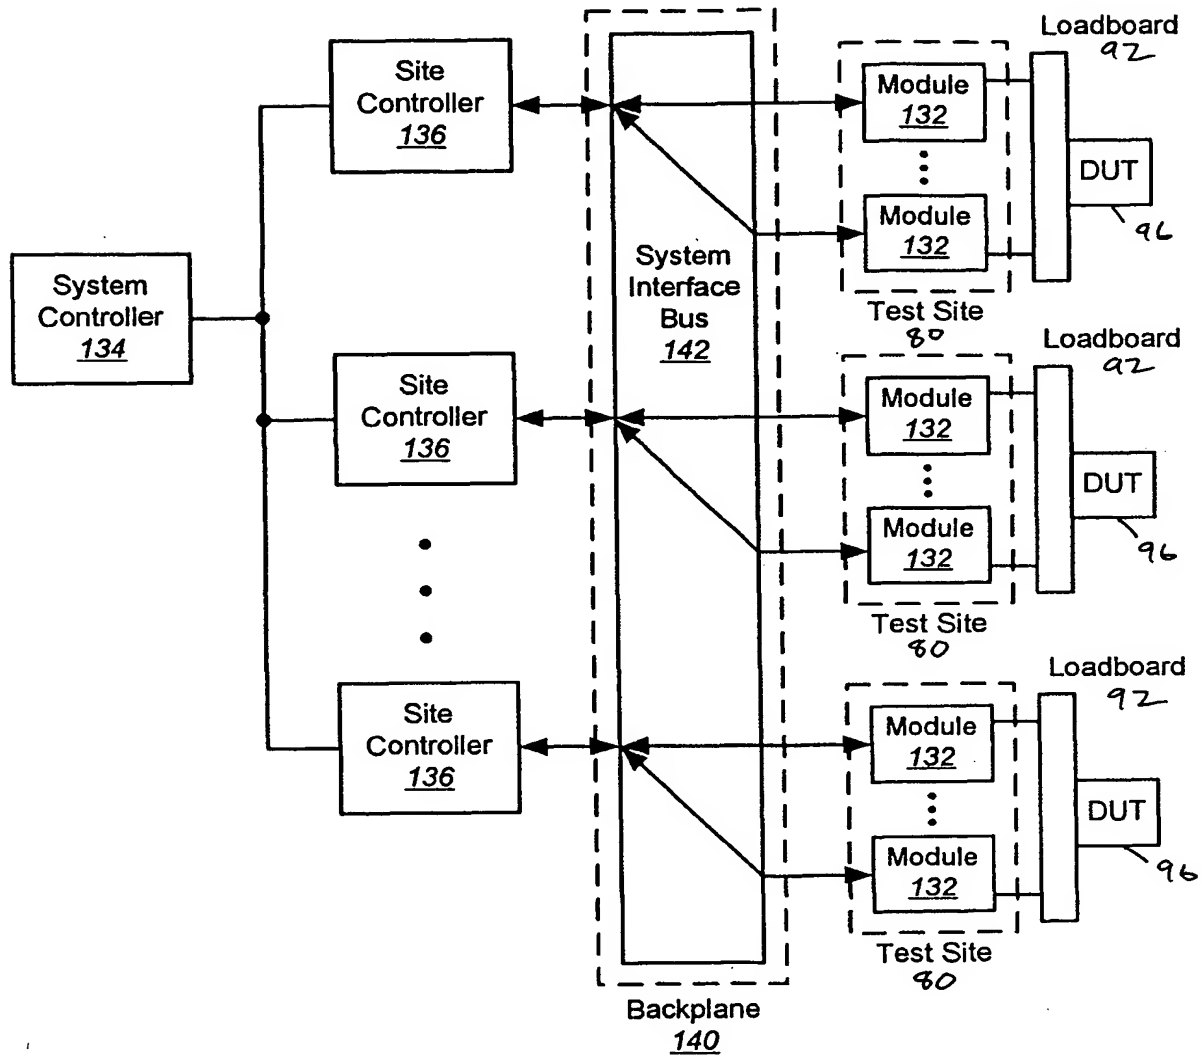 Loadboard
92
Site
Controller
136
Module
132
DUT
96
Module
132
Test Site
80
System
Controller
134
System
Interface
Bus
142
Loadboard
92
Site
Controller
136
Module
132
DUT
96
Module
132
Test Site
80
Loadboard
92
Site
Controller
136
Module
132
DUT
96
Module
132
Test Site
80
Backplane
140